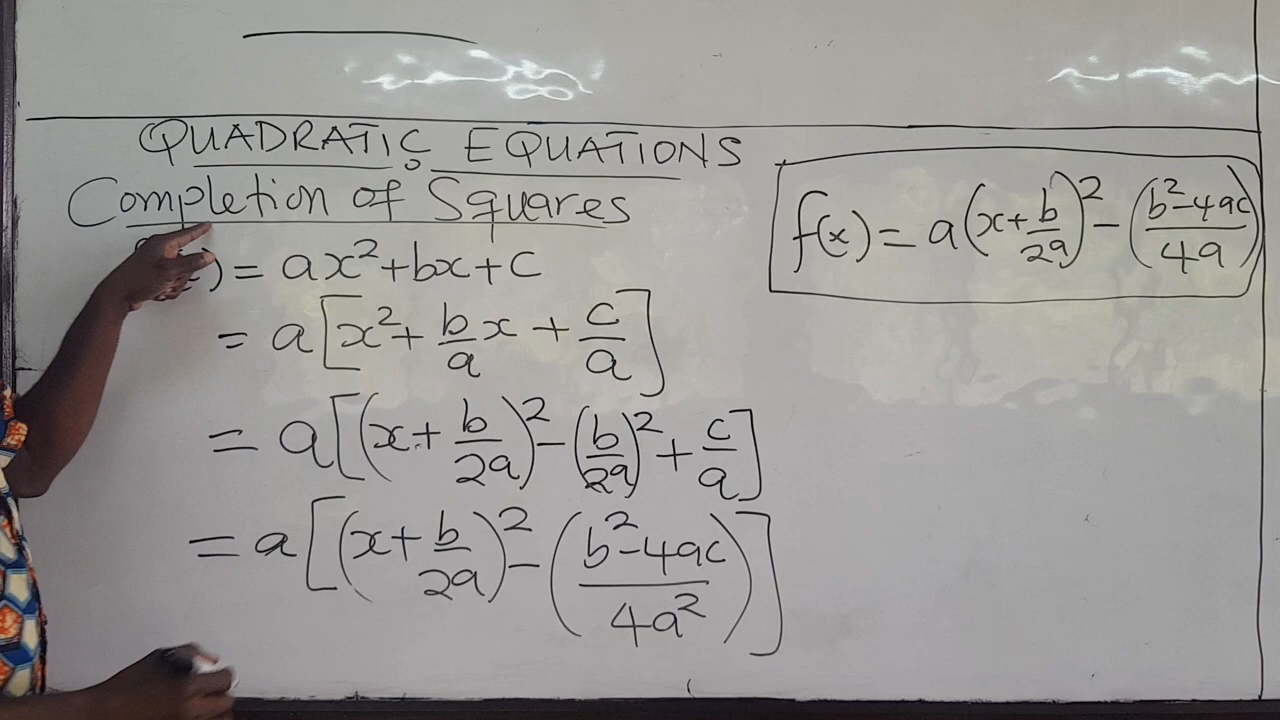 QUADRATIC EQUATIONS
Completion of Squares
) = ax² + bx + c
= a[x² + b/a x + c/a]
= a[(x + b/2a)² - (b/2a)² + c/a]
= a[(x + b/2a)² - (b² - 4ac / 4a²)]
f(x) = a(x + b/2a)² - (b² - 4ac / 4a)